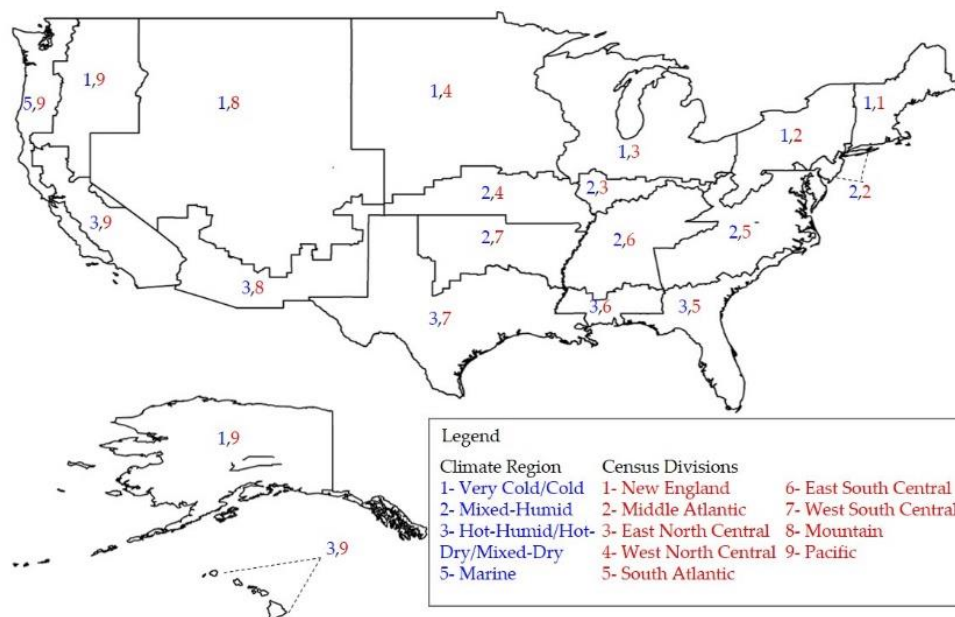 1,9
5,9
1,8
1,4
1,1
1,2
1,3
2,4
2,3
2,2
3,9
2,7
2,6
2,5
3,8
3,7
3,6
3,5
1,9
3,9
Legend
Climate Region
1- Very Cold/Cold
2- Mixed-Humid
3- Hot-Humid/Hot-
Dry/Mixed-Dry
5- Marine
Census Divisions
1- New England
2- Middle Atlantic
3- East North Central
4- West North Central
5- South Atlantic
6- East South Central
7- West South Central
8- Mountain
9- Pacific